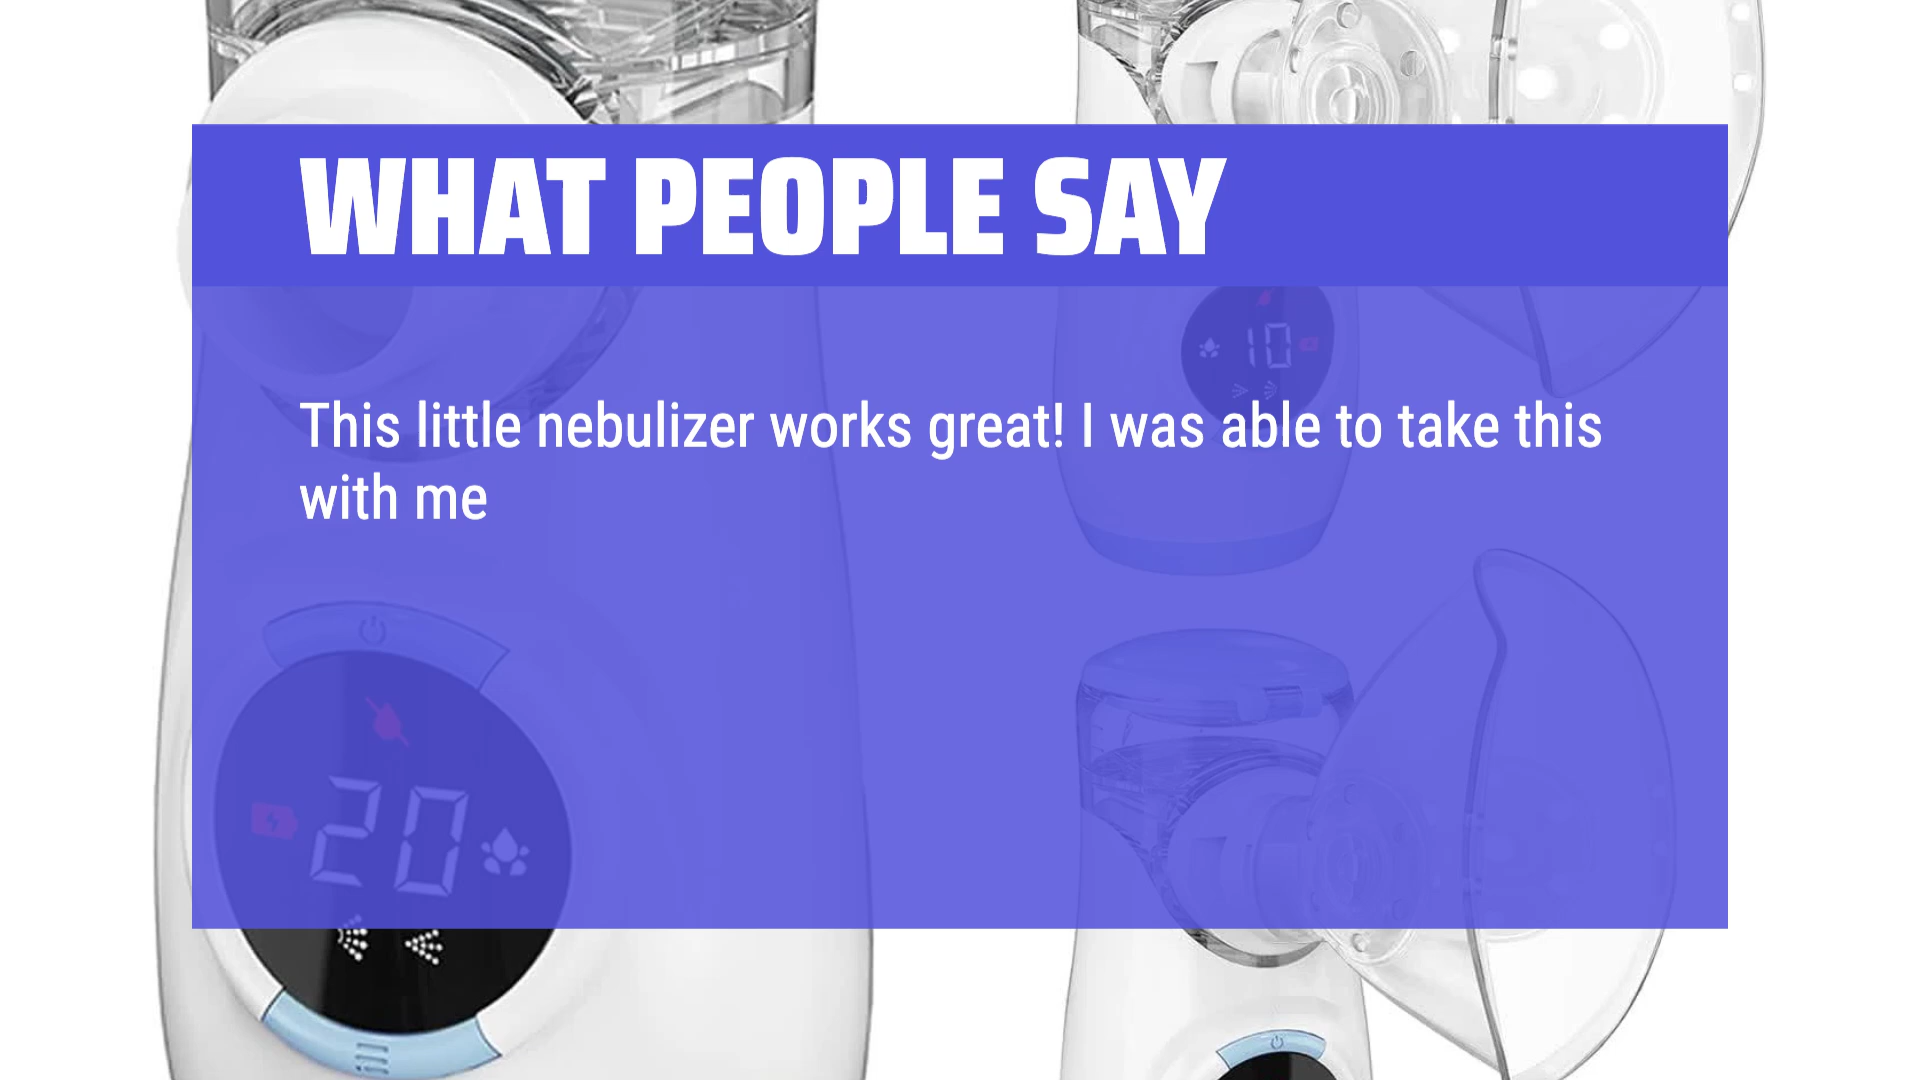 WHAT PEOPLE SAY
10
This little nebulizer works great! I was able to take this
with me
20